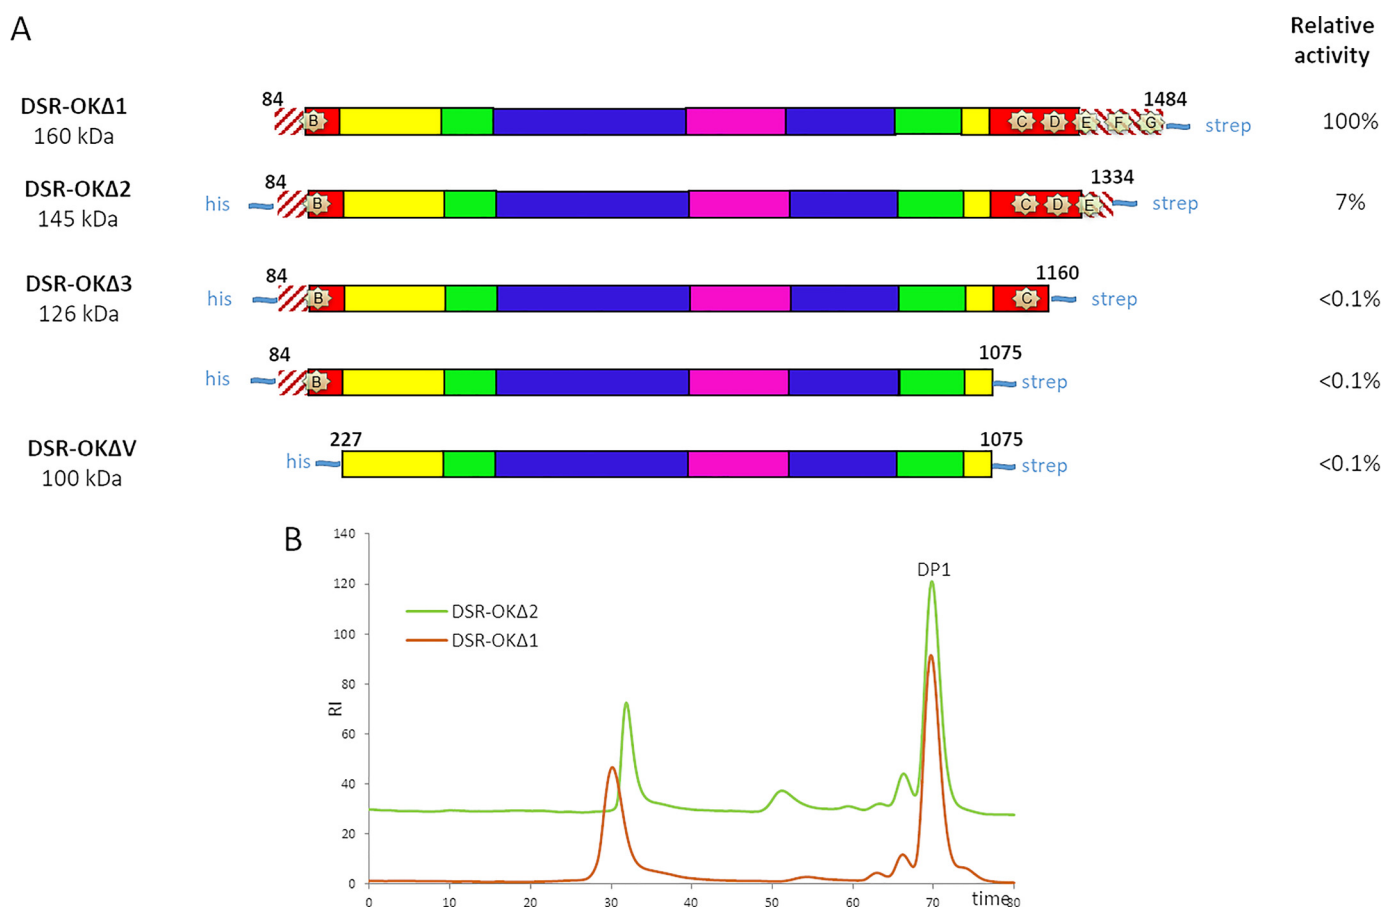 A
Relative
activity
DSR-OKΔ1
160 kDa
84
B
C D E F G
1484
strep
100%
DSR-OKΔ2
145 kDa
his
84
B
C D E
1334
strep
7%
DSR-OKΔ3
126 kDa
his
84
B
C
1160
strep
<0.1%
his
84
B
1075
strep
<0.1%
DSR-OKΔV
100 kDa
his
227
1075
strep
<0.1%
B
140
120
100
80
60
40
20
0
RI
DSR-OKΔ2
DSR-OKΔ1
DP1
0 10 20 30 40 50 60 70 80
time